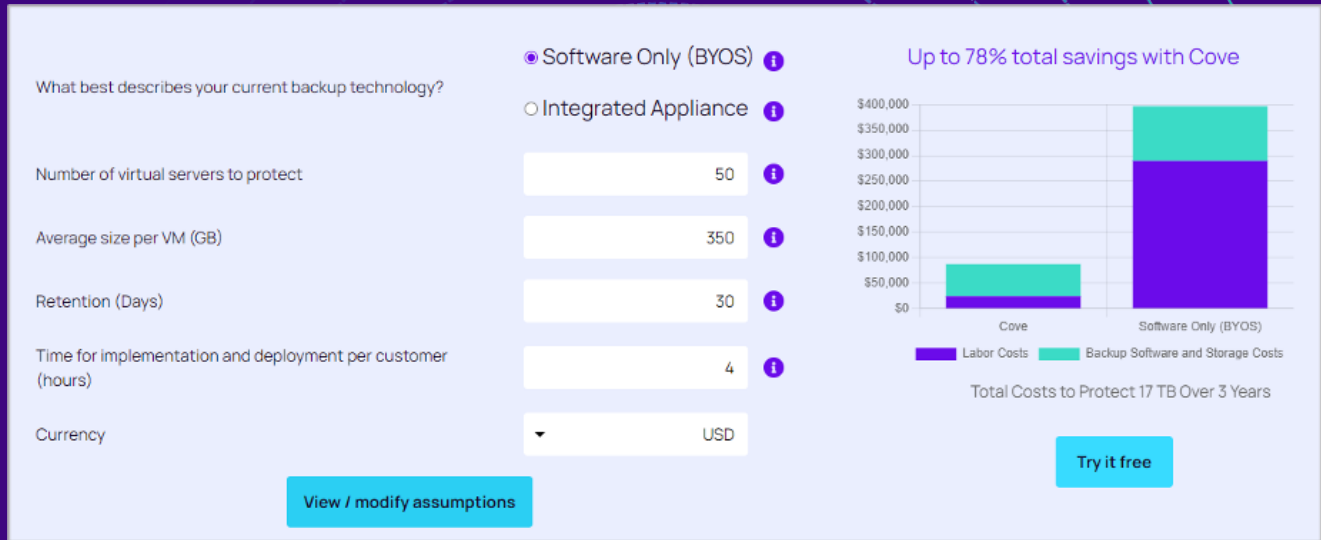 What best describes your current backup technology?
Software Only (BYOS)
Integrated Appliance
Number of virtual servers to protect
50
Average size per VM (GB)
350
Retention (Days)
30
Time for implementation and deployment per customer
(hours)
4
Currency
USD
View / modify assumptions
Up to 78% total savings with Cove
$400,000
$350,000
$300,000
$250,000
$200,000
$150,000
$100,000
$50,000
$0
Cove
Software Only (BYOS)
Labor Costs
Backup Software and Storage Costs
Total Costs to Protect 17 TB Over 3 Years
Try it free